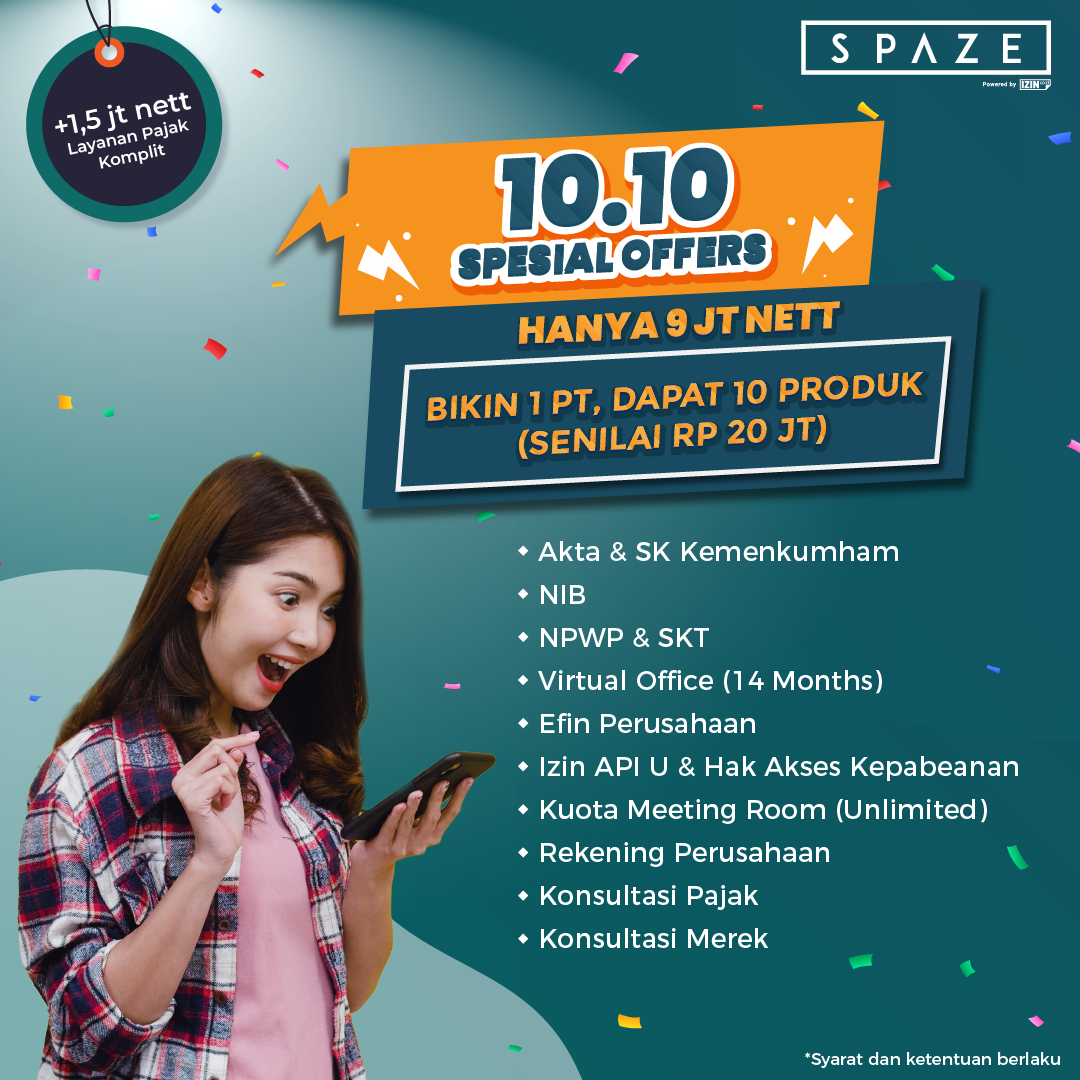 +1,5 jt nett
Layanan Pajak
Komplit
SPAZE
Powered by IZIN
10.10
SPESIAL OFFERS
HANYA 9 JT NETT
BIKIN 1 PT, DAPAT 10 PRODUK
(SENILAI RP 20 JT)
Akta & SK Kemenkumham
NIB
NPWP & SKT
Virtual Office (14 Months)
Efin Perusahaan
Izin API U & Hak Akses Kepabeanan
Kuota Meeting Room (Unlimited)
Rekening Perusahaan
Konsultasi Pajak
Konsultasi Merek
*Syarat dan ketentuan berlaku